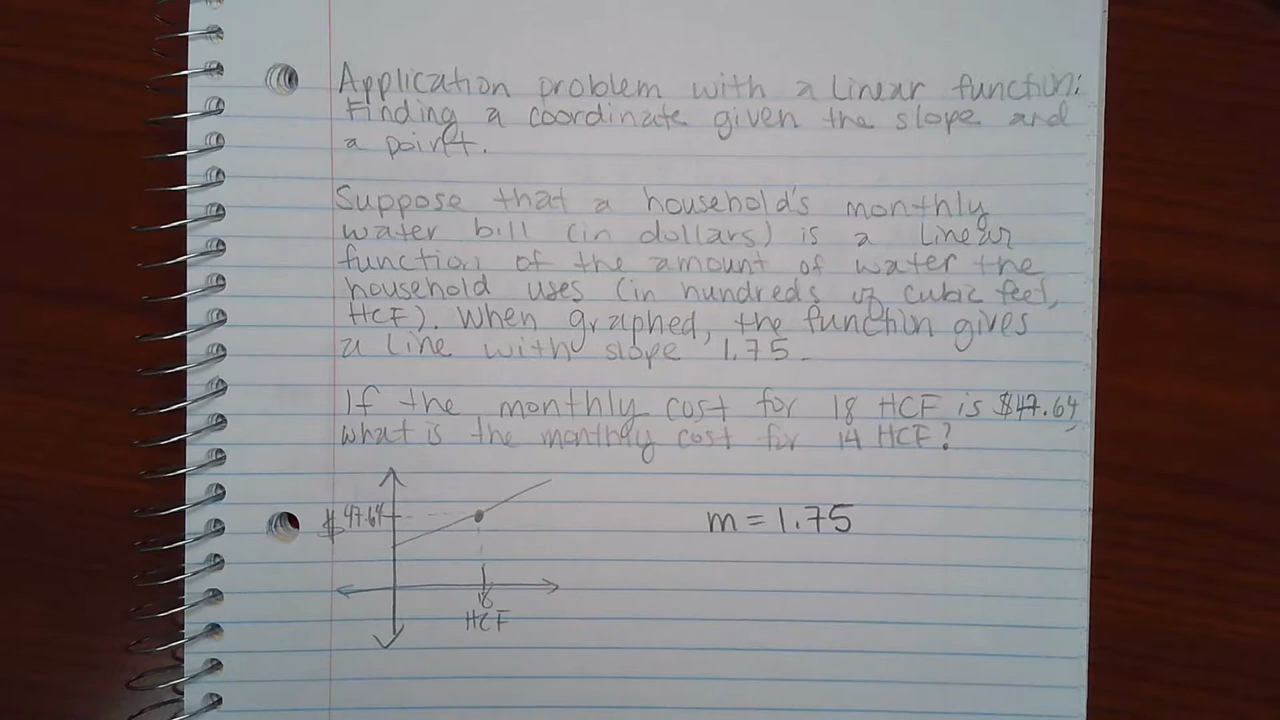 Application problem with a linear function:
Finding a coordinate given the slope and
a point.
Suppose that a household's monthly
water bill (in dollars) is a linear
function of the amount of water the
household uses (in hundreds of cubic feet,
HCF). When graphed, the function gives
a line with slope 1.75.
If the monthly cost for 18 HCF is $47.64,
what is the monthly cost for 14 HCF?
$47.64
m = 1.75
18
HCF